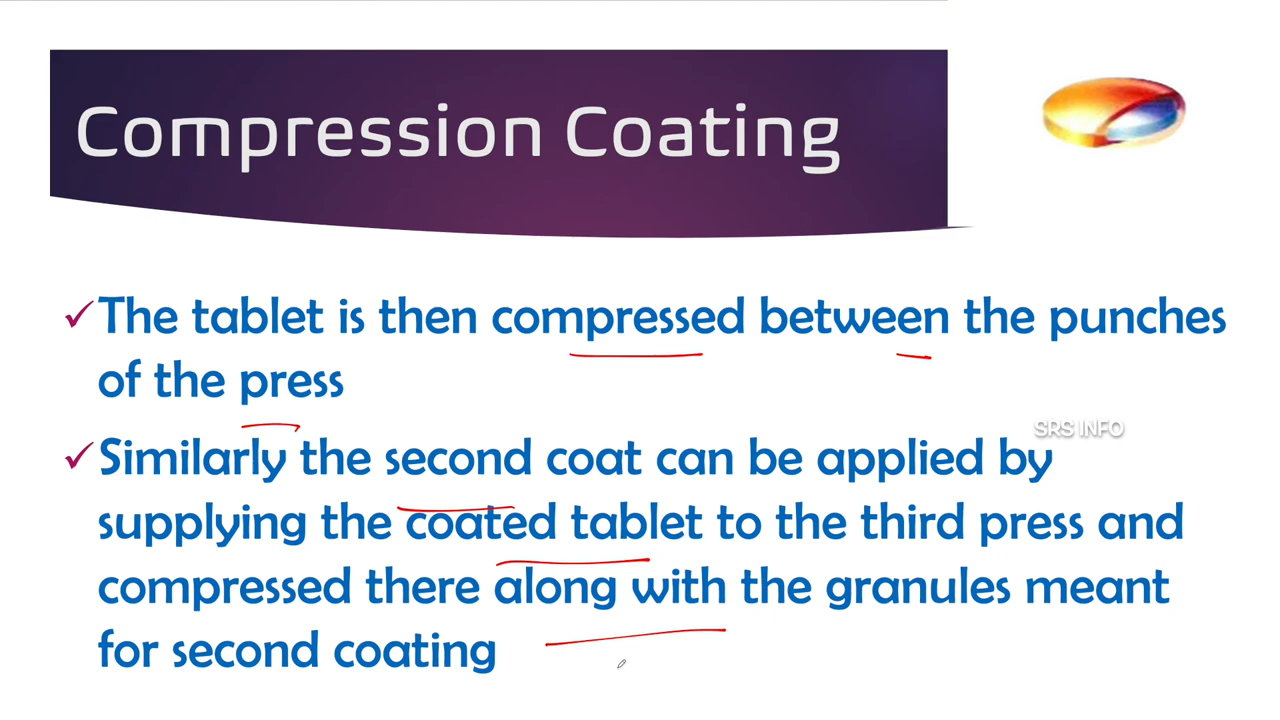 Compression Coating
The tablet is then compressed between the punches
of the press
SRS INFO
Similarly the second coat can be applied by
supplying the coated tablet to the third press and
compressed there along with the granules meant
for second coating